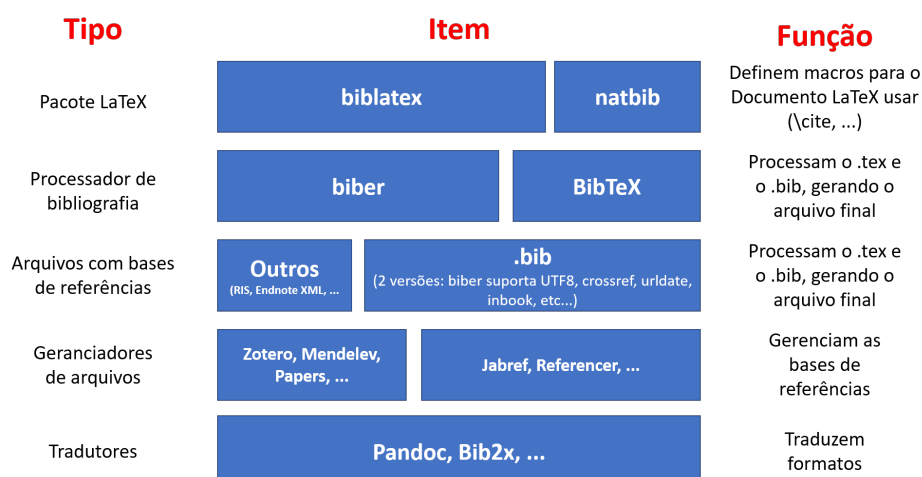 Tipo
Item
Função
Pacote LaTeX
biblatex
natbib
Definem macros para o
Documento LaTeX usar
(\cite, ...)
Processador de
bibliografia
biber
BibTeX
Processam o .tex e
o .bib, gerando o
arquivo final
Arquivos com bases
de referências
Outros
(RIS, Endnote XML, ...
.bib
(2 versões: biber suporta UTF8, crossref, urldate,
inbook, etc...)
Processam o .tex e
o .bib, gerando o
arquivo final
Geranciadores
de arquivos
Zotero, Mendelev,
Papers, ...
Jabref, Referencer, ...
Gerenciam as
bases de
referências
Tradutores
Pandoc, Bib2x, ...
Traduzem
formatos